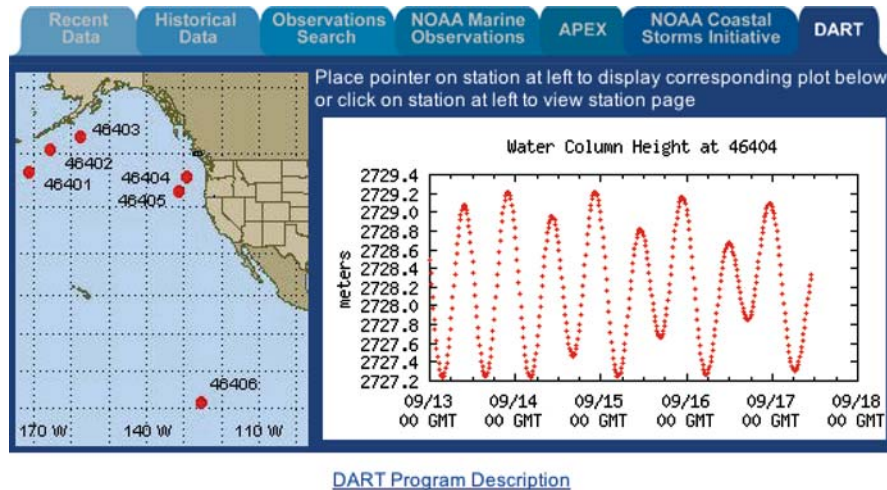 Recent Data
Historical Data
Observations Search
NOAA Marine Observations
APEX
NOAA Coastal Storms Initiative
DART
Place pointer on station at left to display corresponding plot below
or click on station at left to view station page
46403
46402
46401
46404
46405
46406
170 W
140 W
110 W
Water Column Height at 46404
meters
2729.4
2729.2
2729.0
2728.8
2728.6
2728.4
2728.2
2728.0
2727.8
2727.6
2727.4
2727.2
09/13 09/14 09/15 09/16 09/17 09/18
00 GMT 00 GMT 00 GMT 00 GMT 00 GMT 00 GMT
DART Program Description